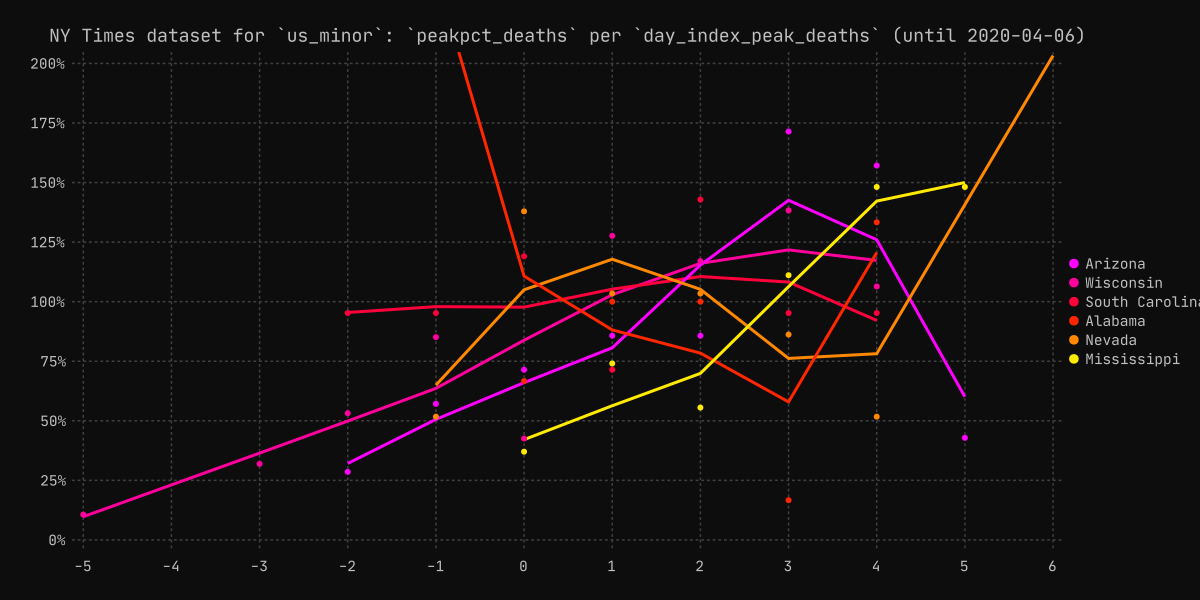 NY Times dataset for `us_minor`: `peakpct_deaths` per `day_index_peak_deaths` (until 2020-04-06)
200%
175%
150%
125%
100%
75%
50%
25%
0%
-5 -4 -3 -2 -1 0 1 2 3 4 5 6
Arizona
Wisconsin
South Carolina
Alabama
Nevada
Mississippi